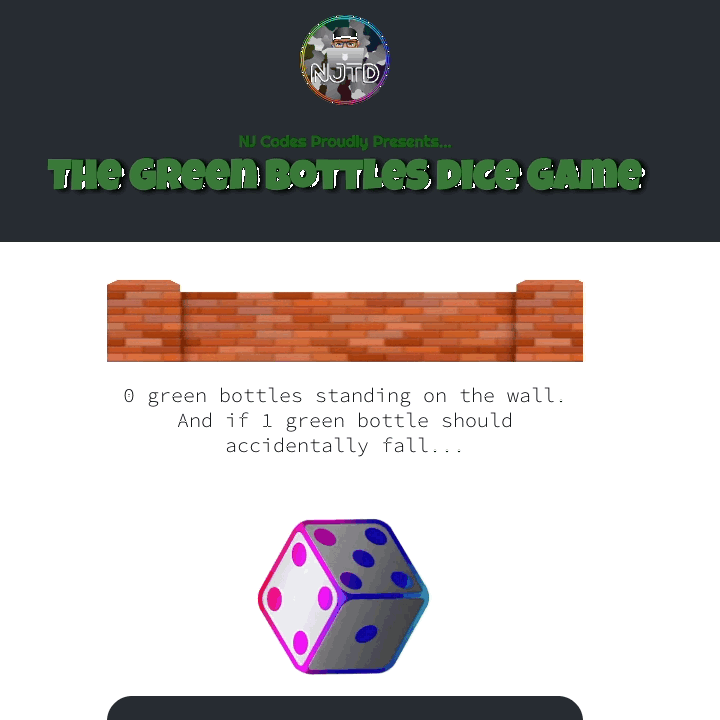 NJTD
NJ Codes Proudly Presents...
The Green Bottles Dice Game
0 green bottles standing on the wall.
And if 1 green bottle should
accidentally fall...